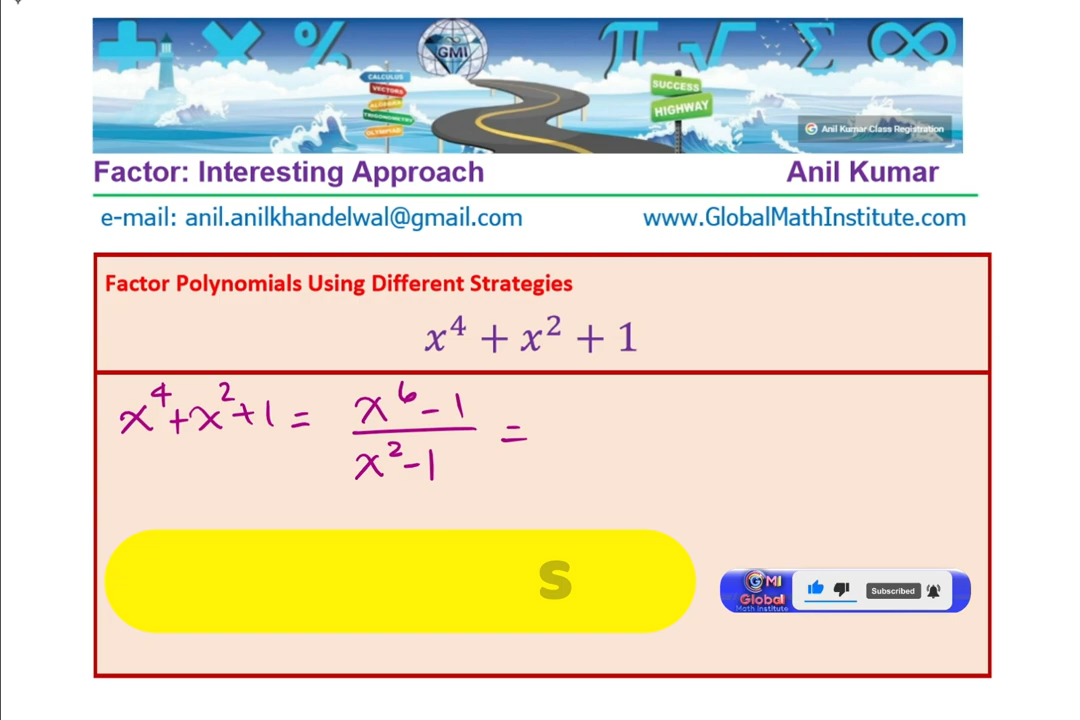 + × % GMI π √ Σ ∞
CALCULUS
VECTORS
ALGEBRA
TRIGONOMETRY
OLYMPIAD
SUCCESS
HIGHWAY
G Anil Kumar Class Registration
Factor: Interesting Approach Anil Kumar
e-mail: anil.anilkhandelwal@gmail.com www.GlobalMathInstitute.com
Factor Polynomials Using Different Strategies
x⁴ + x² + 1
x⁴+x²+1 = (x⁶-1)/(x²-1) =
S
GMI
Global
Math Institute
Subscribed